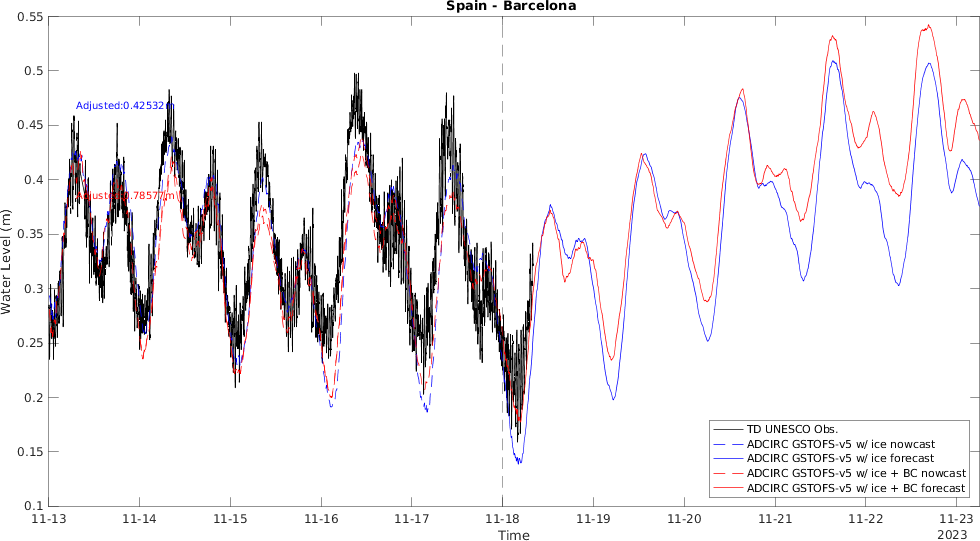 Spain - Barcelona
0.55
0.5
0.45
0.4
0.35
0.3
0.25
0.2
0.15
0.1
Water Level (m)
Adjusted:0.42532
TD UNESCO Obs.
ADCIRC GSTOFS-v5 w/ ice nowcast
ADCIRC GSTOFS-v5 w/ ice forecast
ADCIRC GSTOFS-v5 w/ ice + BC nowcast
ADCIRC GSTOFS-v5 w/ ice + BC forecast
11-13 11-14 11-15 11-16 11-17 11-18 11-19 11-20 11-21 11-22 11-23
Time
2023